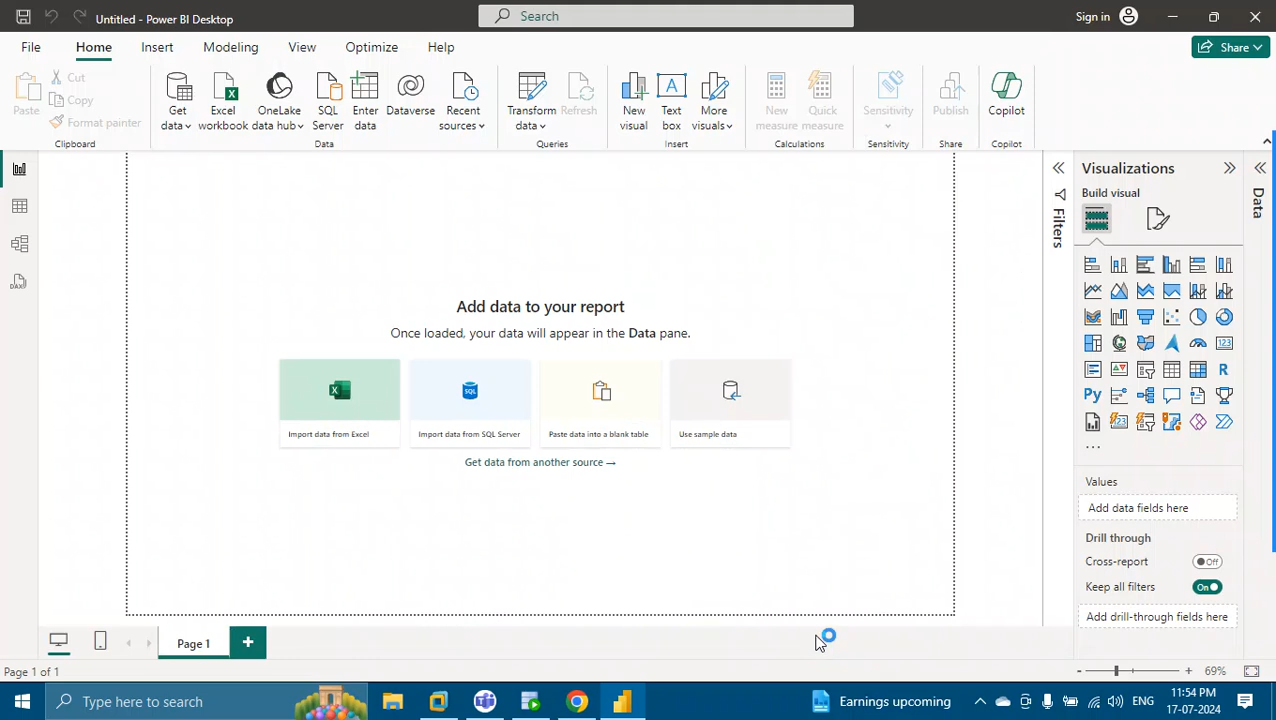 Untitled - Power BI Desktop
Search
Sign in
File Home Insert Modeling View Optimize Help
Share
Paste
Cut
Copy
Format painter
Clipboard
Get data
Excel workbook
OneLake data hub
SQL Server
Enter data
Dataverse
Recent sources
Data
Transform data
Refresh
Queries
New visual
Text box
More visuals
Insert
New measure
Quick measure
Calculations
Sensitivity
Sensitivity
Publish
Share
Copilot
Copilot
Add data to your report
Once loaded, your data will appear in the Data pane.
SQL
Import data from Excel
Import data from SQL Server
Paste data into a blank table
Use sample data
Get data from another source →
Filters
Visualizations
Build visual
123
R
Py
123
...
Values
Add data fields here
Drill through
Cross-report
Off
Keep all filters
On
Add drill-through fields here
Data
DAX
Page 1
Page 1 of 1
- + 69%
Type here to search
Earnings upcoming
ENG
11:54 PM
17-07-2024